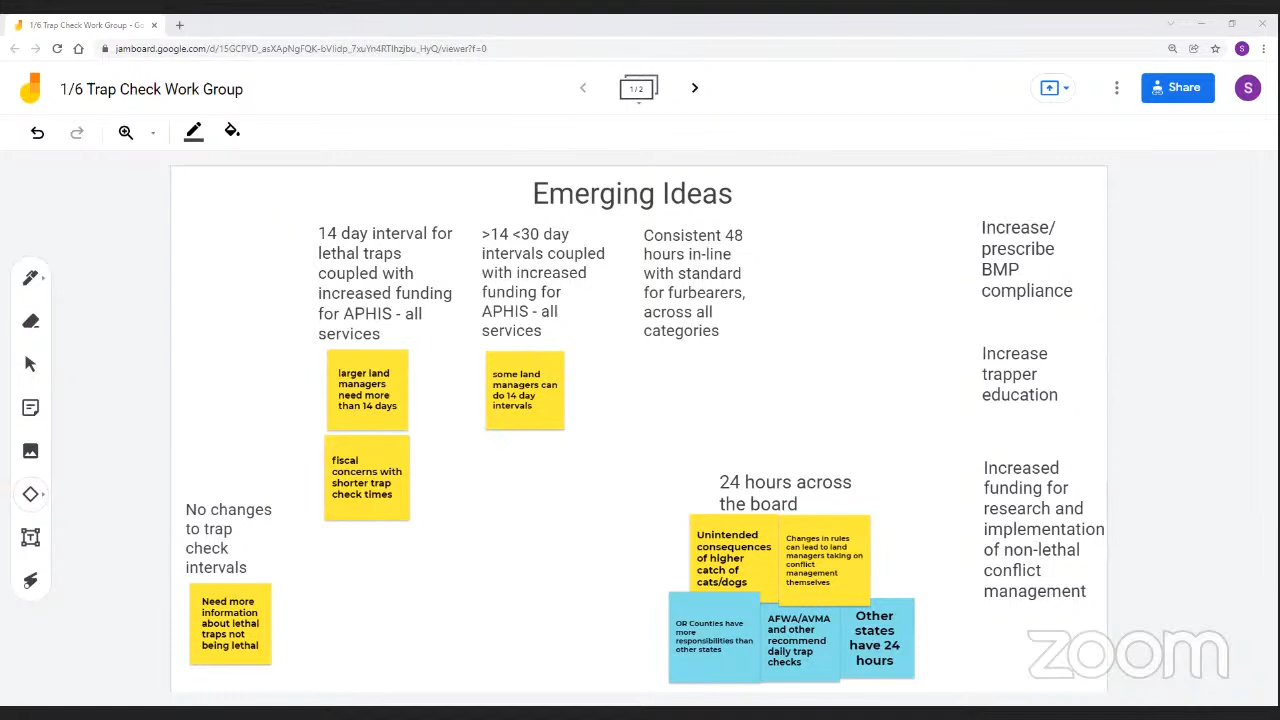 1/6 Trap Check Work Group - Go
jamboard.google.com/d/15GCPVD_asXApNgFQK-bVIidp_7xuYn4RTIhzjbu_HyQ/viewer?f=0
S
1/6 Trap Check Work Group
1/2
Share
S
Emerging Ideas
14 day interval for
lethal traps
coupled with
increased funding
for APHIS - all
services
larger land
managers
need more
than 14 days
fiscal
concerns with
shorter trap
check times
No changes
to trap
check
intervals
Need more
information
about lethal
traps not
being lethal
>14 <30 day
intervals coupled
with increased
funding for
APHIS - all
services
some land
managers can
do 14 day
intervals
Consistent 48
hours in-line
with standard
for furbearers,
across all
categories
24 hours across
the board
Unintended
consequences
of higher
catch of
cats/dogs
Changes in rules
can lead to land
managers taking on
conflict
management
themselves
OR Counties have
more
responsibilities than
other states
AFWA/AVMA
and other
recommend
daily trap
checks
Other
states
have 24
hours
Increase/
prescribe
BMP
compliance
Increase
trapper
education
Increased
funding for
research and
implementation
of non-lethal
conflict
management
zoom